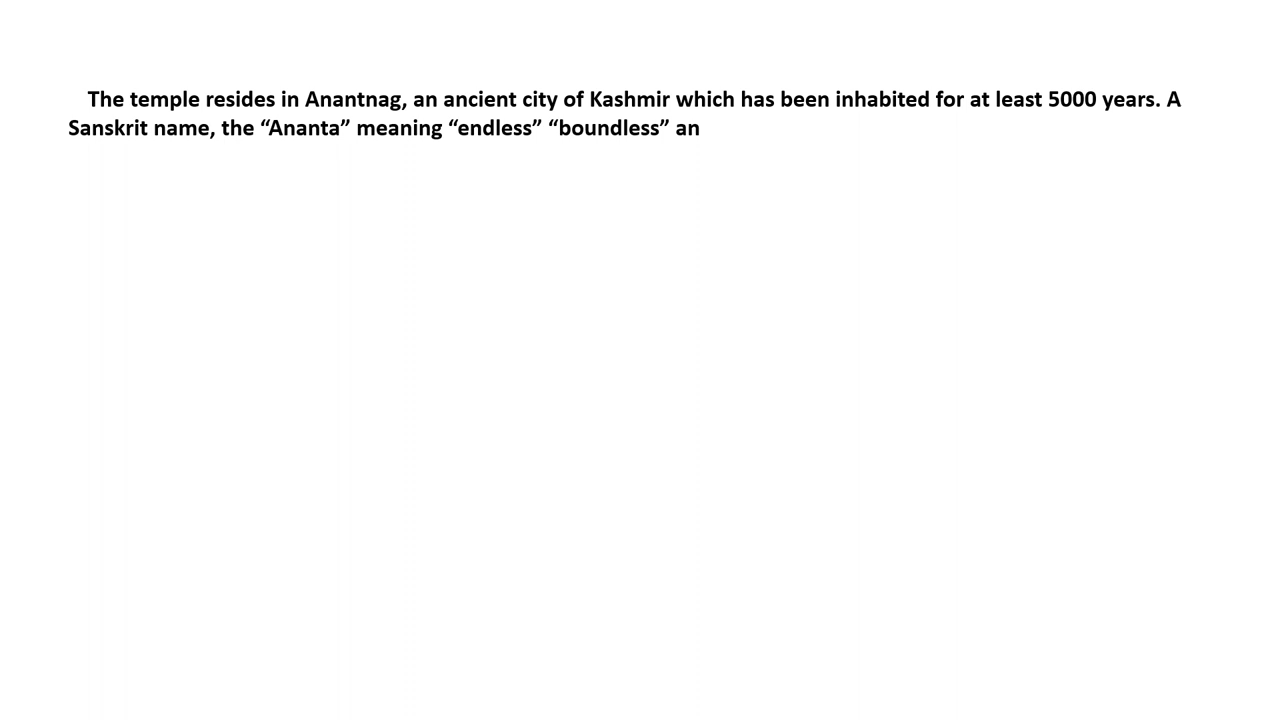 The temple resides in Anantnag, an ancient city of Kashmir which has been inhabited for at least 5000 years. A
Sanskrit name, the “Ananta” meaning “endless” “boundless” an